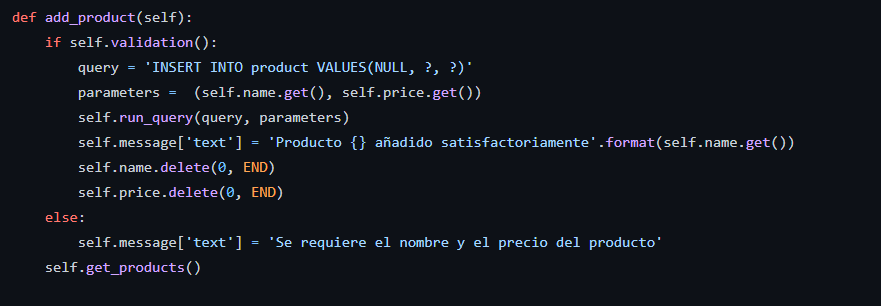 def add_product(self):
    if self.validation():
        query = 'INSERT INTO product VALUES(NULL, ?, ?)'
        parameters =  (self.name.get(), self.price.get())
        self.run_query(query, parameters)
        self.message['text'] = 'Producto {} añadido satisfactoriamente'.format(self.name.get())
        self.name.delete(0, END)
        self.price.delete(0, END)
    else:
        self.message['text'] = 'Se requiere el nombre y el precio del producto'
    self.get_products()